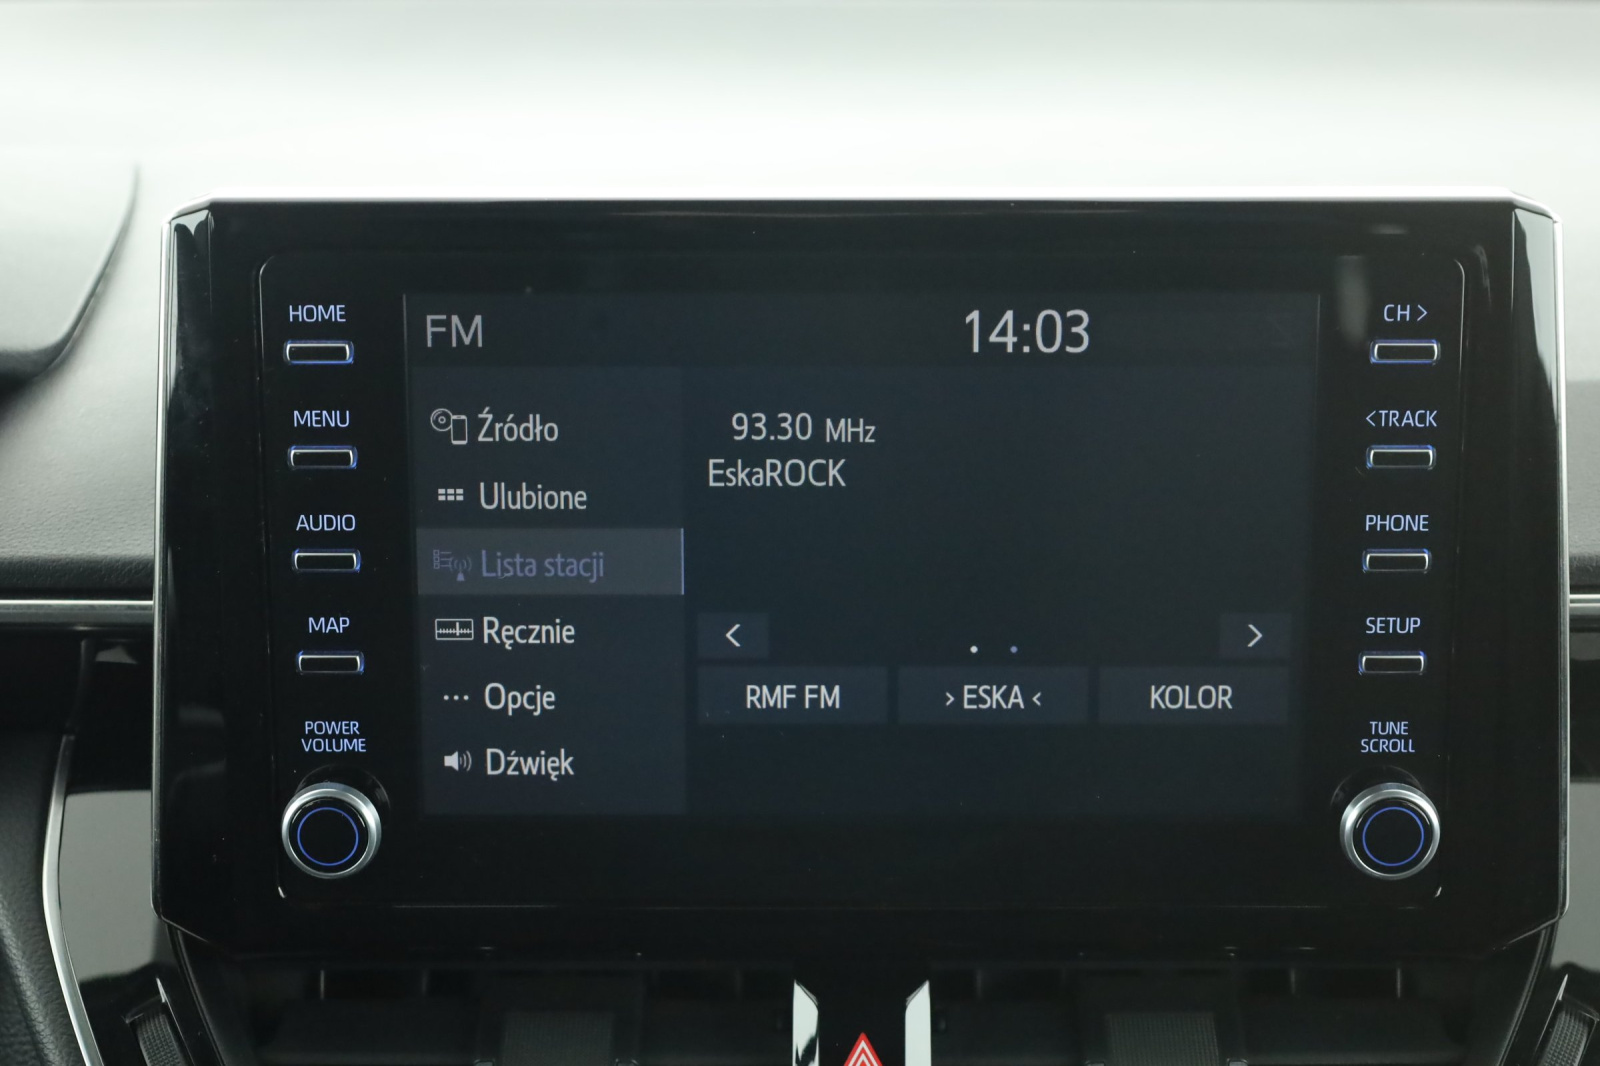 HOME
MENU
AUDIO
MAP
POWER
VOLUME
FM
14:03
Źródło
Ulubione
Lista stacji
Ręcznie
Opcje
Dźwięk
93.30 MHz
EskaROCK
< >
RMF FM › ESKA ‹ KOLOR
CH >
<TRACK
PHONE
SETUP
TUNE
SCROLL